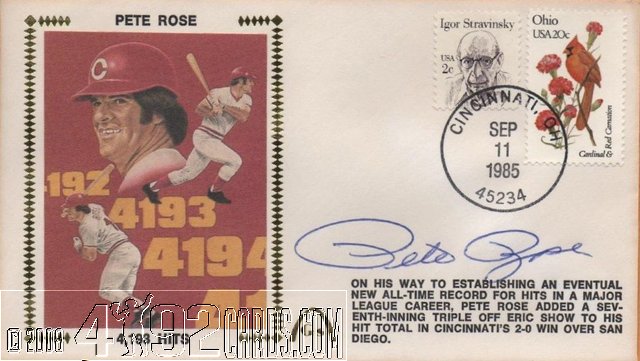 PETE ROSE
C
4192
4193
4194
41
4,193 HITS
Igor Stravinsky
USA
2c
Ohio
USA 20c
Cardinal & Red Carnation
CINCINNATI, OH
SEP
11
1985
45234
Pete Rose
ON HIS WAY TO ESTABLISHING AN EVENTUAL
NEW ALL-TIME RECORD FOR HITS IN A MAJOR
LEAGUE CAREER, PETE ROSE ADDED A SEV-
ENTH-INNING TRIPLE OFF ERIC SHOW TO HIS
HIT TOTAL IN CINCINNATI'S 2-0 WIN OVER SAN
DIEGO.
© 2006 4192CARDS.COM